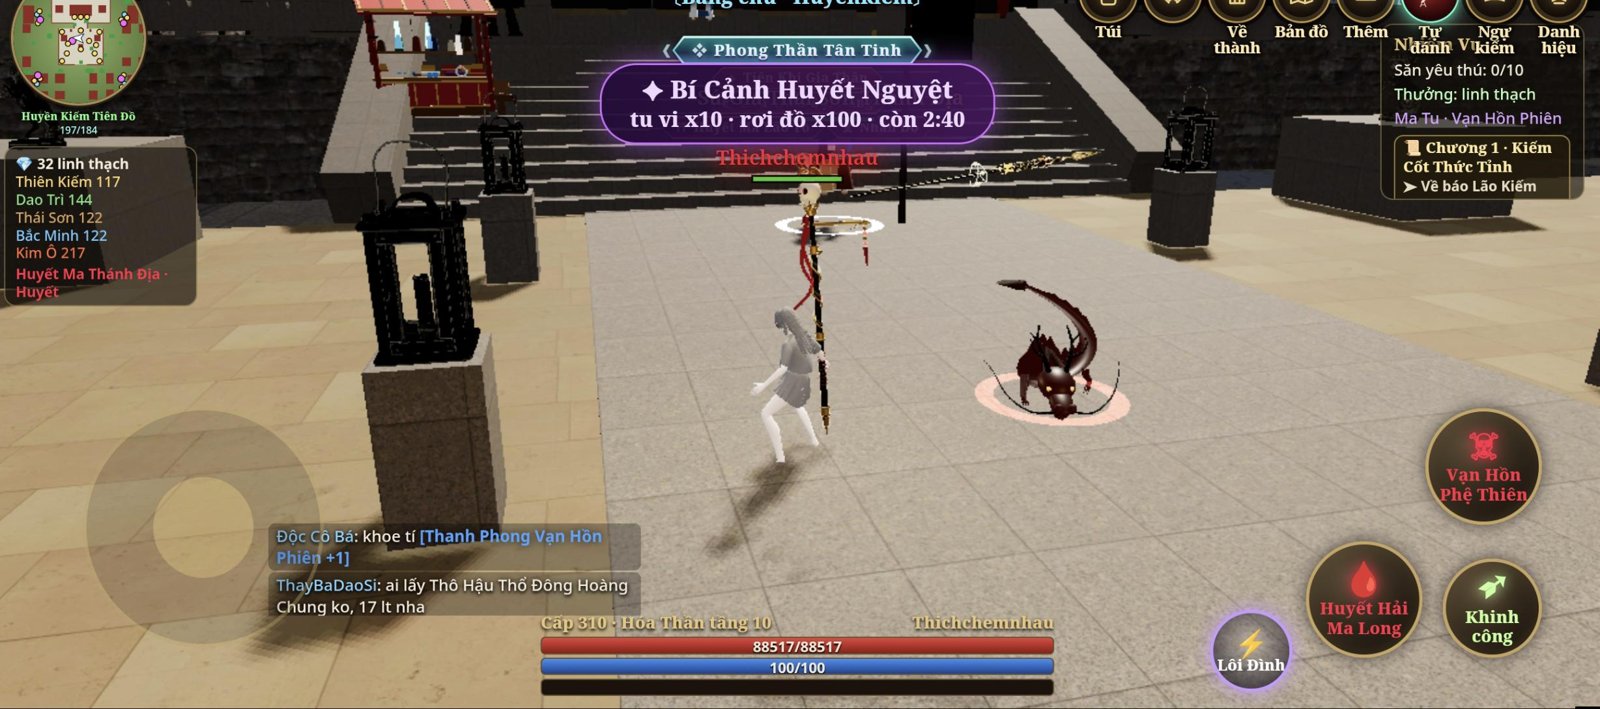 [Bang chủ · Huyenkiem]
❖ Phong Thần Tân Tinh
✦ Bí Cảnh Huyết Nguyệt
tu vi x10 · rơi đồ x100 · còn 2:40
Thichchemnhau
Huyền Kiếm Tiên Đồ
197/184
32 linh thạch
Thiên Kiếm 117
Dao Trì 144
Thái Sơn 122
Bắc Minh 122
Kim Ô 217
Huyết Ma Thánh Địa ·
Huyết
Túi
Về
thành
Bản đồ
Thêm
Tự
đánh
Ngự
kiếm
Danh
hiệu
Săn yêu thú: 0/10
Thưởng: linh thạch
Ma Tu · Vạn Hồn Phiên
Chương 1 · Kiếm
Cốt Thức Tỉnh
➤ Về báo Lão Kiếm
Độc Cô Bá: khoe tí [Thanh Phong Vạn Hồn
Phiên +1]
ThayBaDaoSi: ai lấy Thô Hậu Thổ Đông Hoàng
Chung ko, 17 lt nha
Cấp 310 · Hóa Thần tầng 10
Thichchemnhau
88517/88517
100/100
Vạn Hồn
Phệ Thiên
Huyết Hải
Ma Long
Khinh
công
Lôi Đình